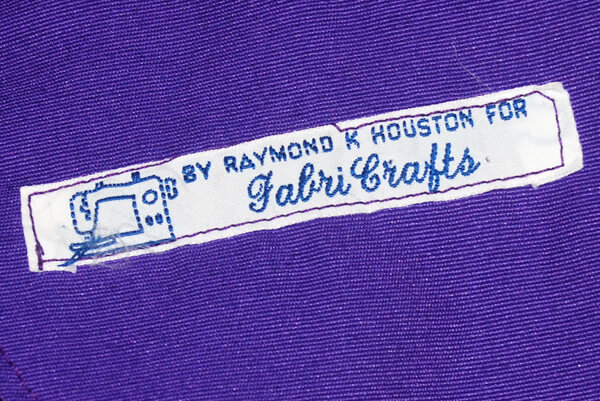 BY RAYMOND K HOUSTON FOR
FabriCrafts